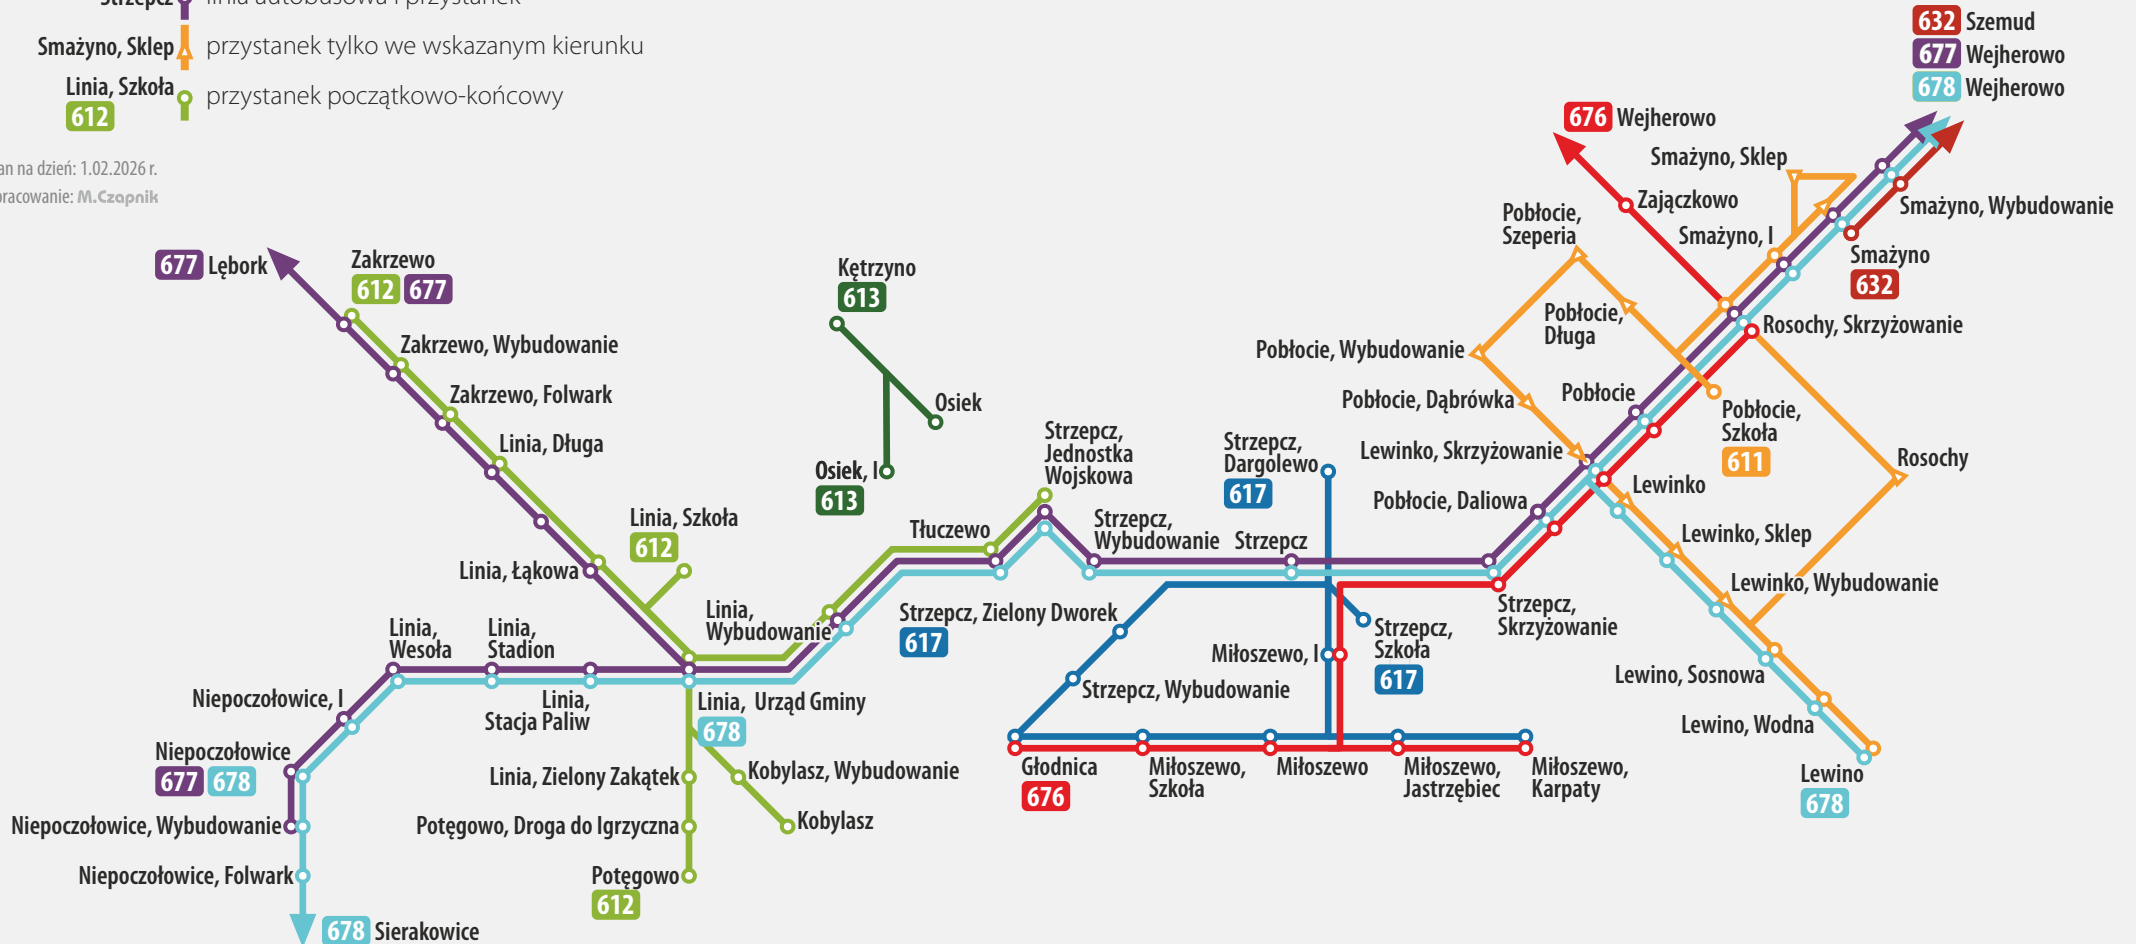 linia autobusowa i przystanek
Smażyno, Sklep
przystanek tylko we wskazanym kierunku
Linia, Szkoła
612
przystanek początkowo-końcowy
na dzień: 1.02.2026 r.
M.Czapnik
632 Szemud
677 Wejherowo
678 Wejherowo
676 Wejherowo
Smażyno, Sklep
Zajączkowo
Smażyno, Wybudowanie
Pobłocie,
Szeperia
Smażyno, I
Smażyno
632
677 Lębork
Zakrzewo
612 677
Kętrzyno
613
Pobłocie,
Długa
Rosochy, Skrzyżowanie
Zakrzewo, Wybudowanie
Pobłocie, Wybudowanie
Zakrzewo, Folwark
Osiek
Pobłocie, Dąbrówka
Pobłocie
Pobłocie,
Szkoła
611
Linia, Długa
Osiek, I
613
Strzepcz,
Jednostka
Wojskowa
Strzepcz,
Dargolewo
617
Lewinko, Skrzyżowanie
Rosochy
Lewinko
Pobłocie, Daliowa
Linia, Szkoła
612
Tłuczewo
Strzepcz,
Wybudowanie
Strzepcz
Lewinko, Sklep
Linia, Łąkowa
Lewinko, Wybudowanie
Linia,
Wybudowanie
Strzepcz, Zielony Dworek
617
Strzepcz,
Skrzyżowanie
Linia,
Wesoła
Linia,
Stadion
Strzepcz,
Szkoła
617
Miłoszewo, I
Niepoczołowice, I
Linia,
Stacja Paliw
Linia, Urząd Gminy
678
Strzepcz, Wybudowanie
Lewino, Sosnowa
Lewino, Wodna
Niepoczołowice
677 678
Linia, Zielony Zakątek
Kobylasz, Wybudowanie
Głodnica
676
Miłoszewo,
Szkoła
Miłoszewo
Miłoszewo,
Jastrzębiec
Miłoszewo,
Karpaty
Lewino
678
Niepoczołowice, Wybudowanie
Potęgowo, Droga do Igrzyczna
Kobylasz
Niepoczołowice, Folwark
Potęgowo
612
678 Sierakowice